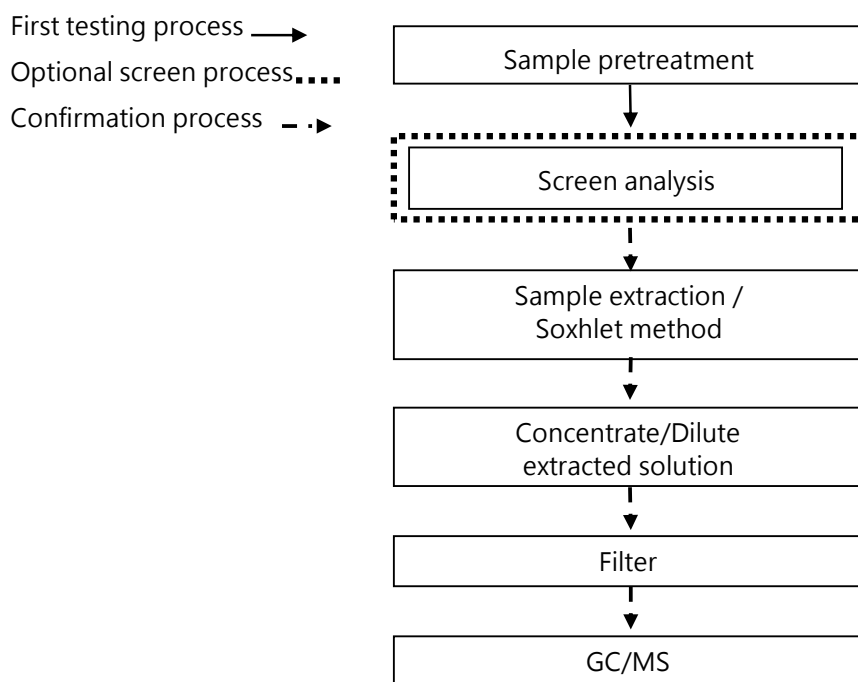 First testing process
Optional screen process
Confirmation process
Sample pretreatment
Screen analysis
Sample extraction /
Soxhlet method
Concentrate/Dilute
extracted solution
Filter
GC/MS